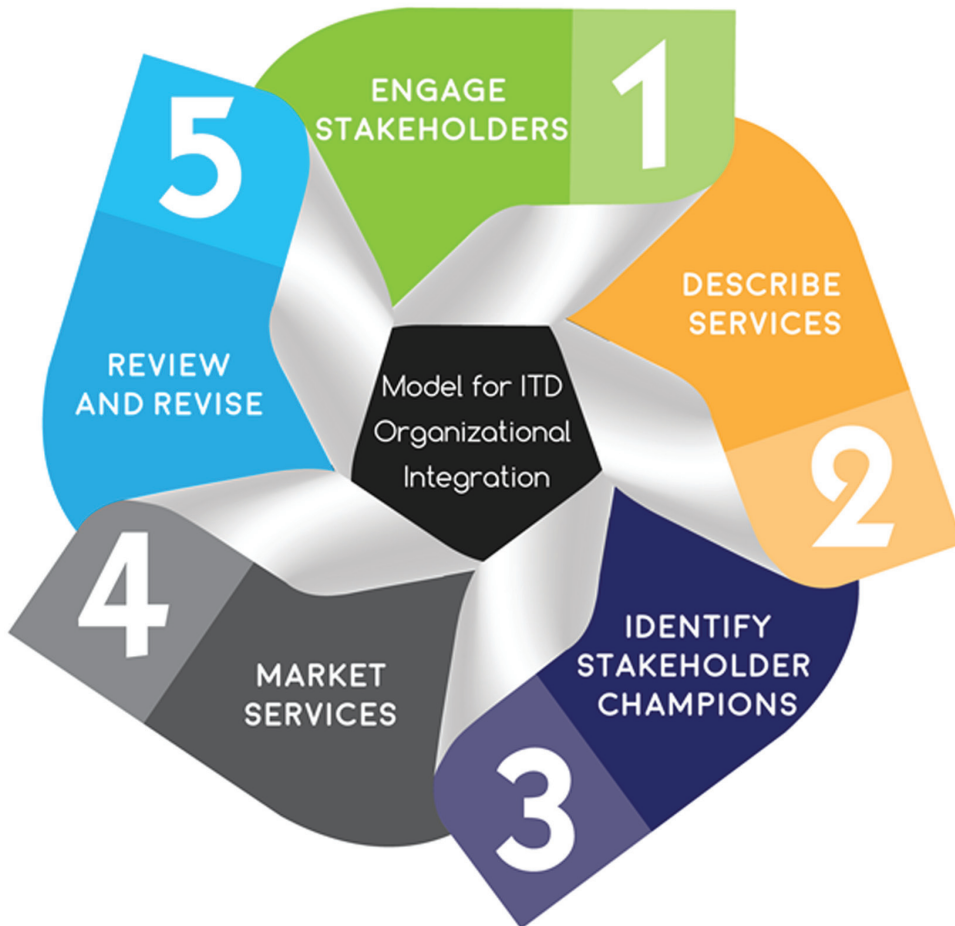 ENGAGE
STAKEHOLDERS
1
DESCRIBE
SERVICES
2
IDENTIFY
STAKEHOLDER
CHAMPIONS
3
MARKET
SERVICES
4
REVIEW
AND REVISE
5
Model for ITD
Organizational
Integration